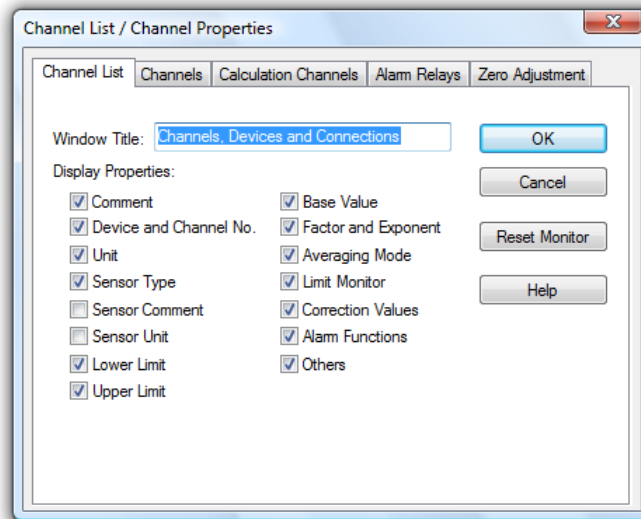 Channel List / Channel Properties
Channel List Channels Calculation Channels Alarm Relays Zero Adjustment
Window Title: Channels, Devices and Connections OK
Display Properties: Cancel
Comment Base Value
Device and Channel No. Factor and Exponent Reset Monitor
Unit Averaging Mode
Sensor Type Limit Monitor Help
Sensor Comment Correction Values
Sensor Unit Alarm Functions
Lower Limit Others
Upper Limit